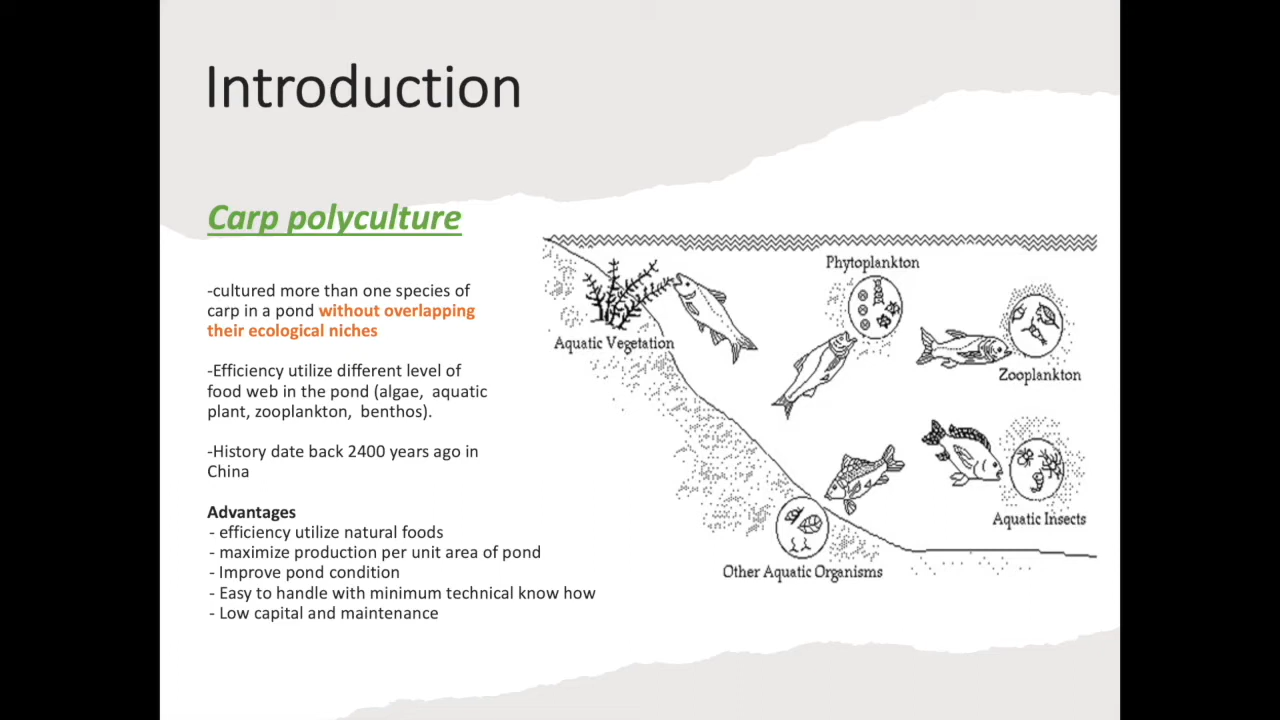 Introduction
Carp polyculture
-cultured more than one species of
carp in a pond without overlapping
their ecological niches
-Efficiency utilize different level of
food web in the pond (algae, aquatic
plant, zooplankton, benthos).
-History date back 2400 years ago in
China
Advantages
- efficiency utilize natural foods
- maximize production per unit area of pond
- Improve pond condition
- Easy to handle with minimum technical know how
- Low capital and maintenance
Phytoplankton
Aquatic Vegetation
Zooplankton
Aquatic Insects
Other Aquatic Organisms